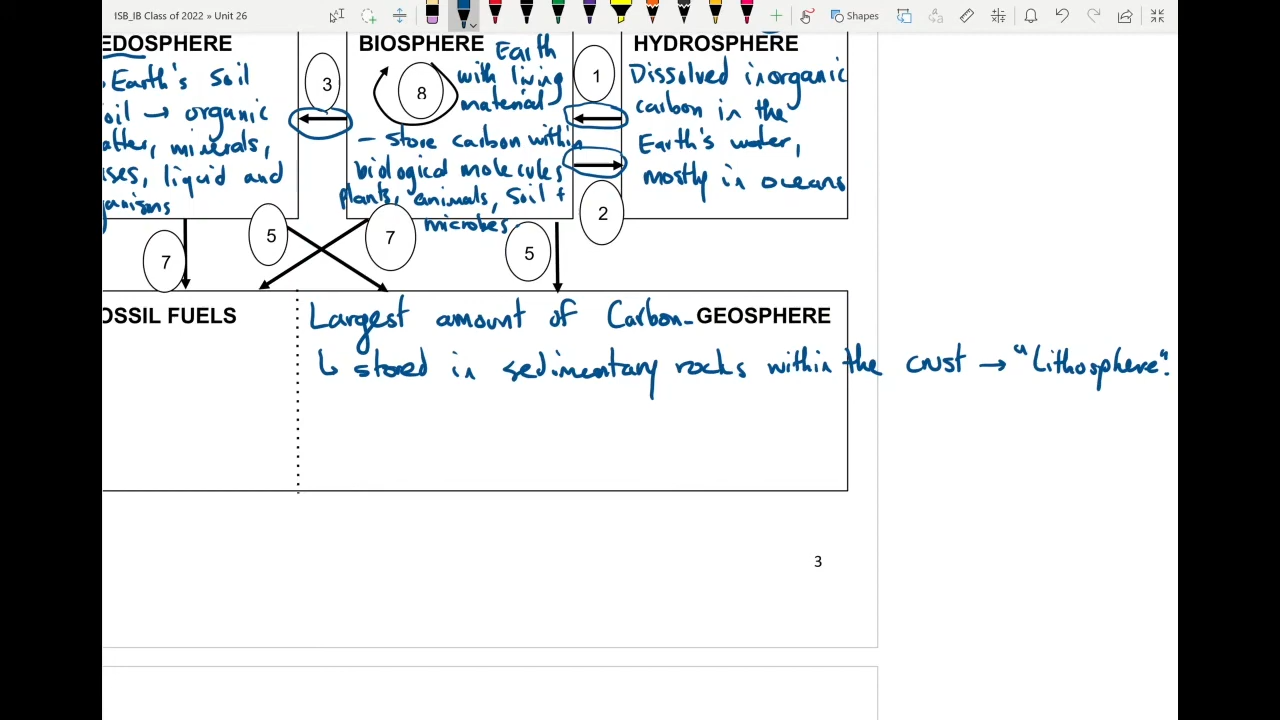 ISB_IB Class of 2022 » Unit 26
Shapes
EDOSPHERE
Earth's Soil
oil → organic
atter, minerals,
ses, liquid and
ganisms
3
BIOSPHERE
Earth
with living
material
8
- store carbon within
biological molecules
plants, animals, soil +
microbes.
1
2
HYDROSPHERE
Dissolved inorganic
carbon in the
Earth's water,
mostly in oceans
7
5
7
5
OSSIL FUELS
Largest amount of Carbon- GEOSPHERE
↳ stored in sedimentary rocks within the crust → "Lithosphere".
3